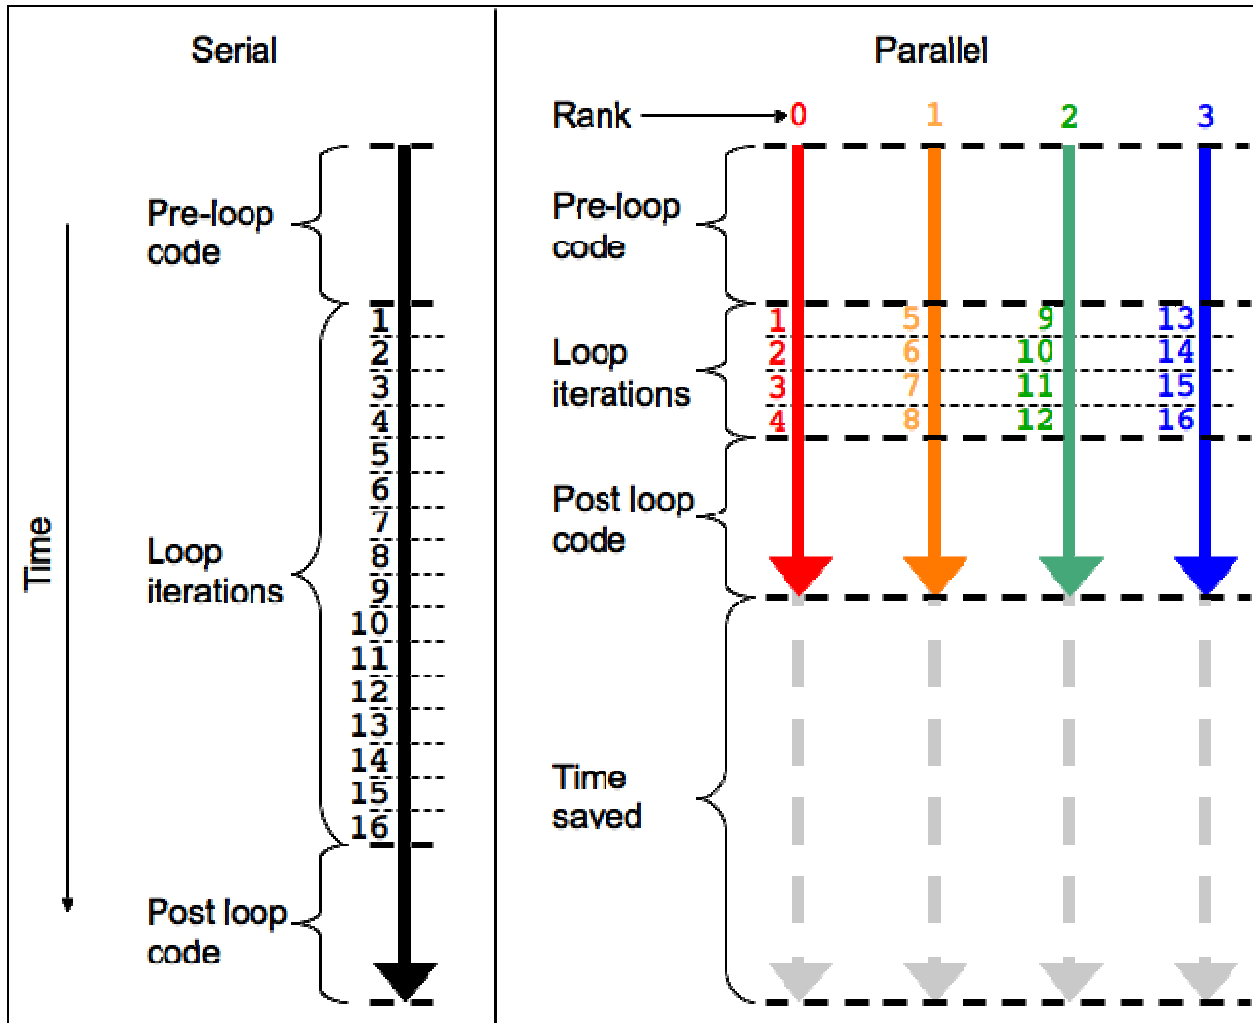 Serial
Pre-loop
code
Time
1
2
3
4
5
6
7
8
9
10
11
12
13
14
15
16
Loop
iterations
Post loop
code
Parallel
Rank 0 1 2 3
Pre-loop
code
Loop
iterations
1 5 9 13
2 6 10 14
3 7 11 15
4 8 12 16
Post loop
code
Time
saved